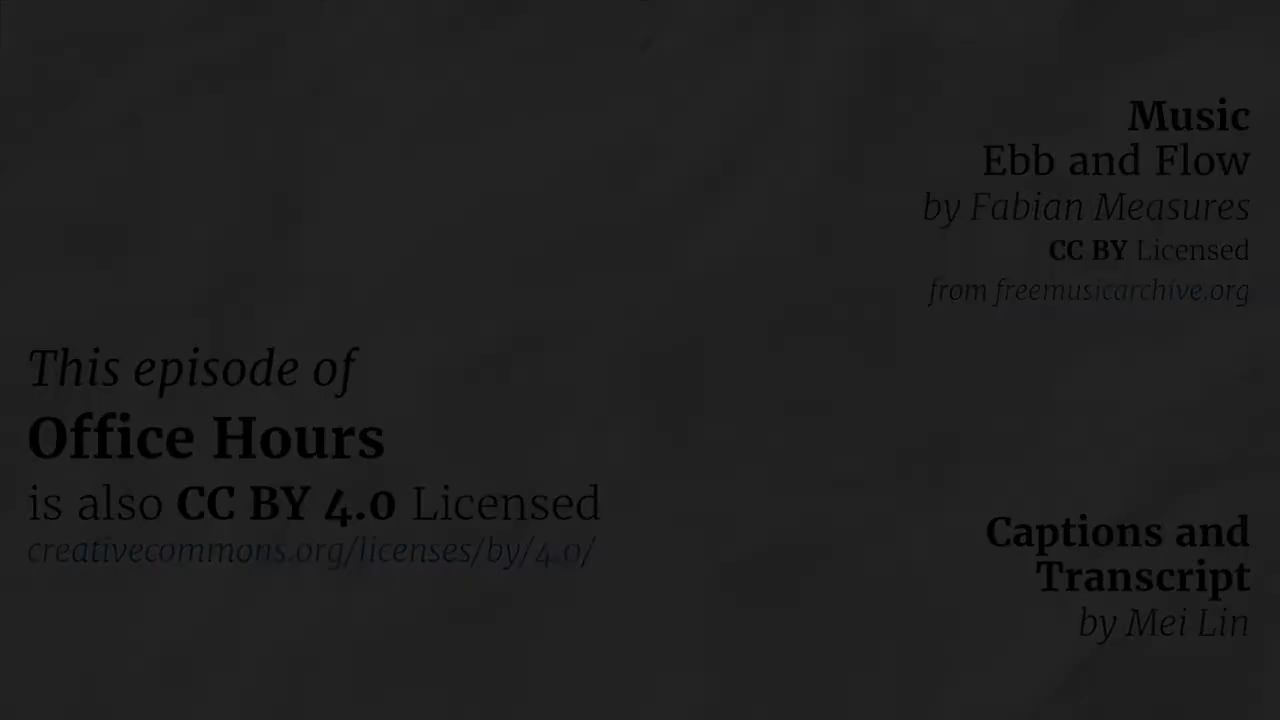 Music
Ebb and Flow
by Fabian Measures
CC BY Licensed
from freemusicarchive.org
This episode of
Office Hours
is also CC BY 4.0 Licensed
creativecommons.org/licenses/by/4.0/
Captions and
Transcript
by Mei Lin